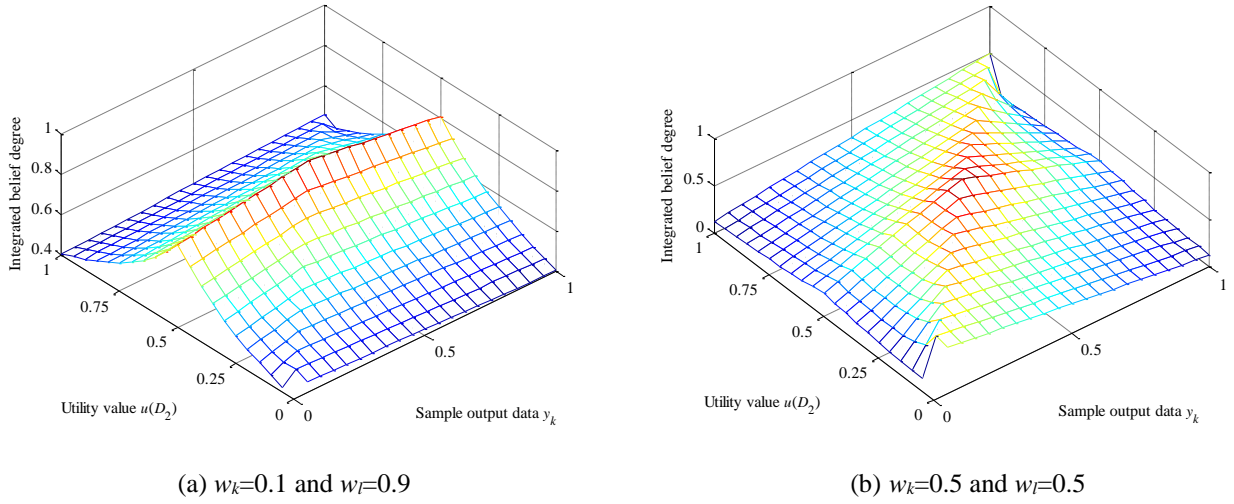 Integrated belief degree
1
0.8
0.6
0.4
1
0.75
0.5
0.25
0
0
0.5
1
Utility value u(D2)
Sample output data yk
(a) wk=0.1 and wl=0.9
Integrated belief degree
1
0.5
0
1
0.75
0.5
0.25
0
0
0.5
1
Utility value u(D2)
Sample output data yk
(b) wk=0.5 and wl=0.5